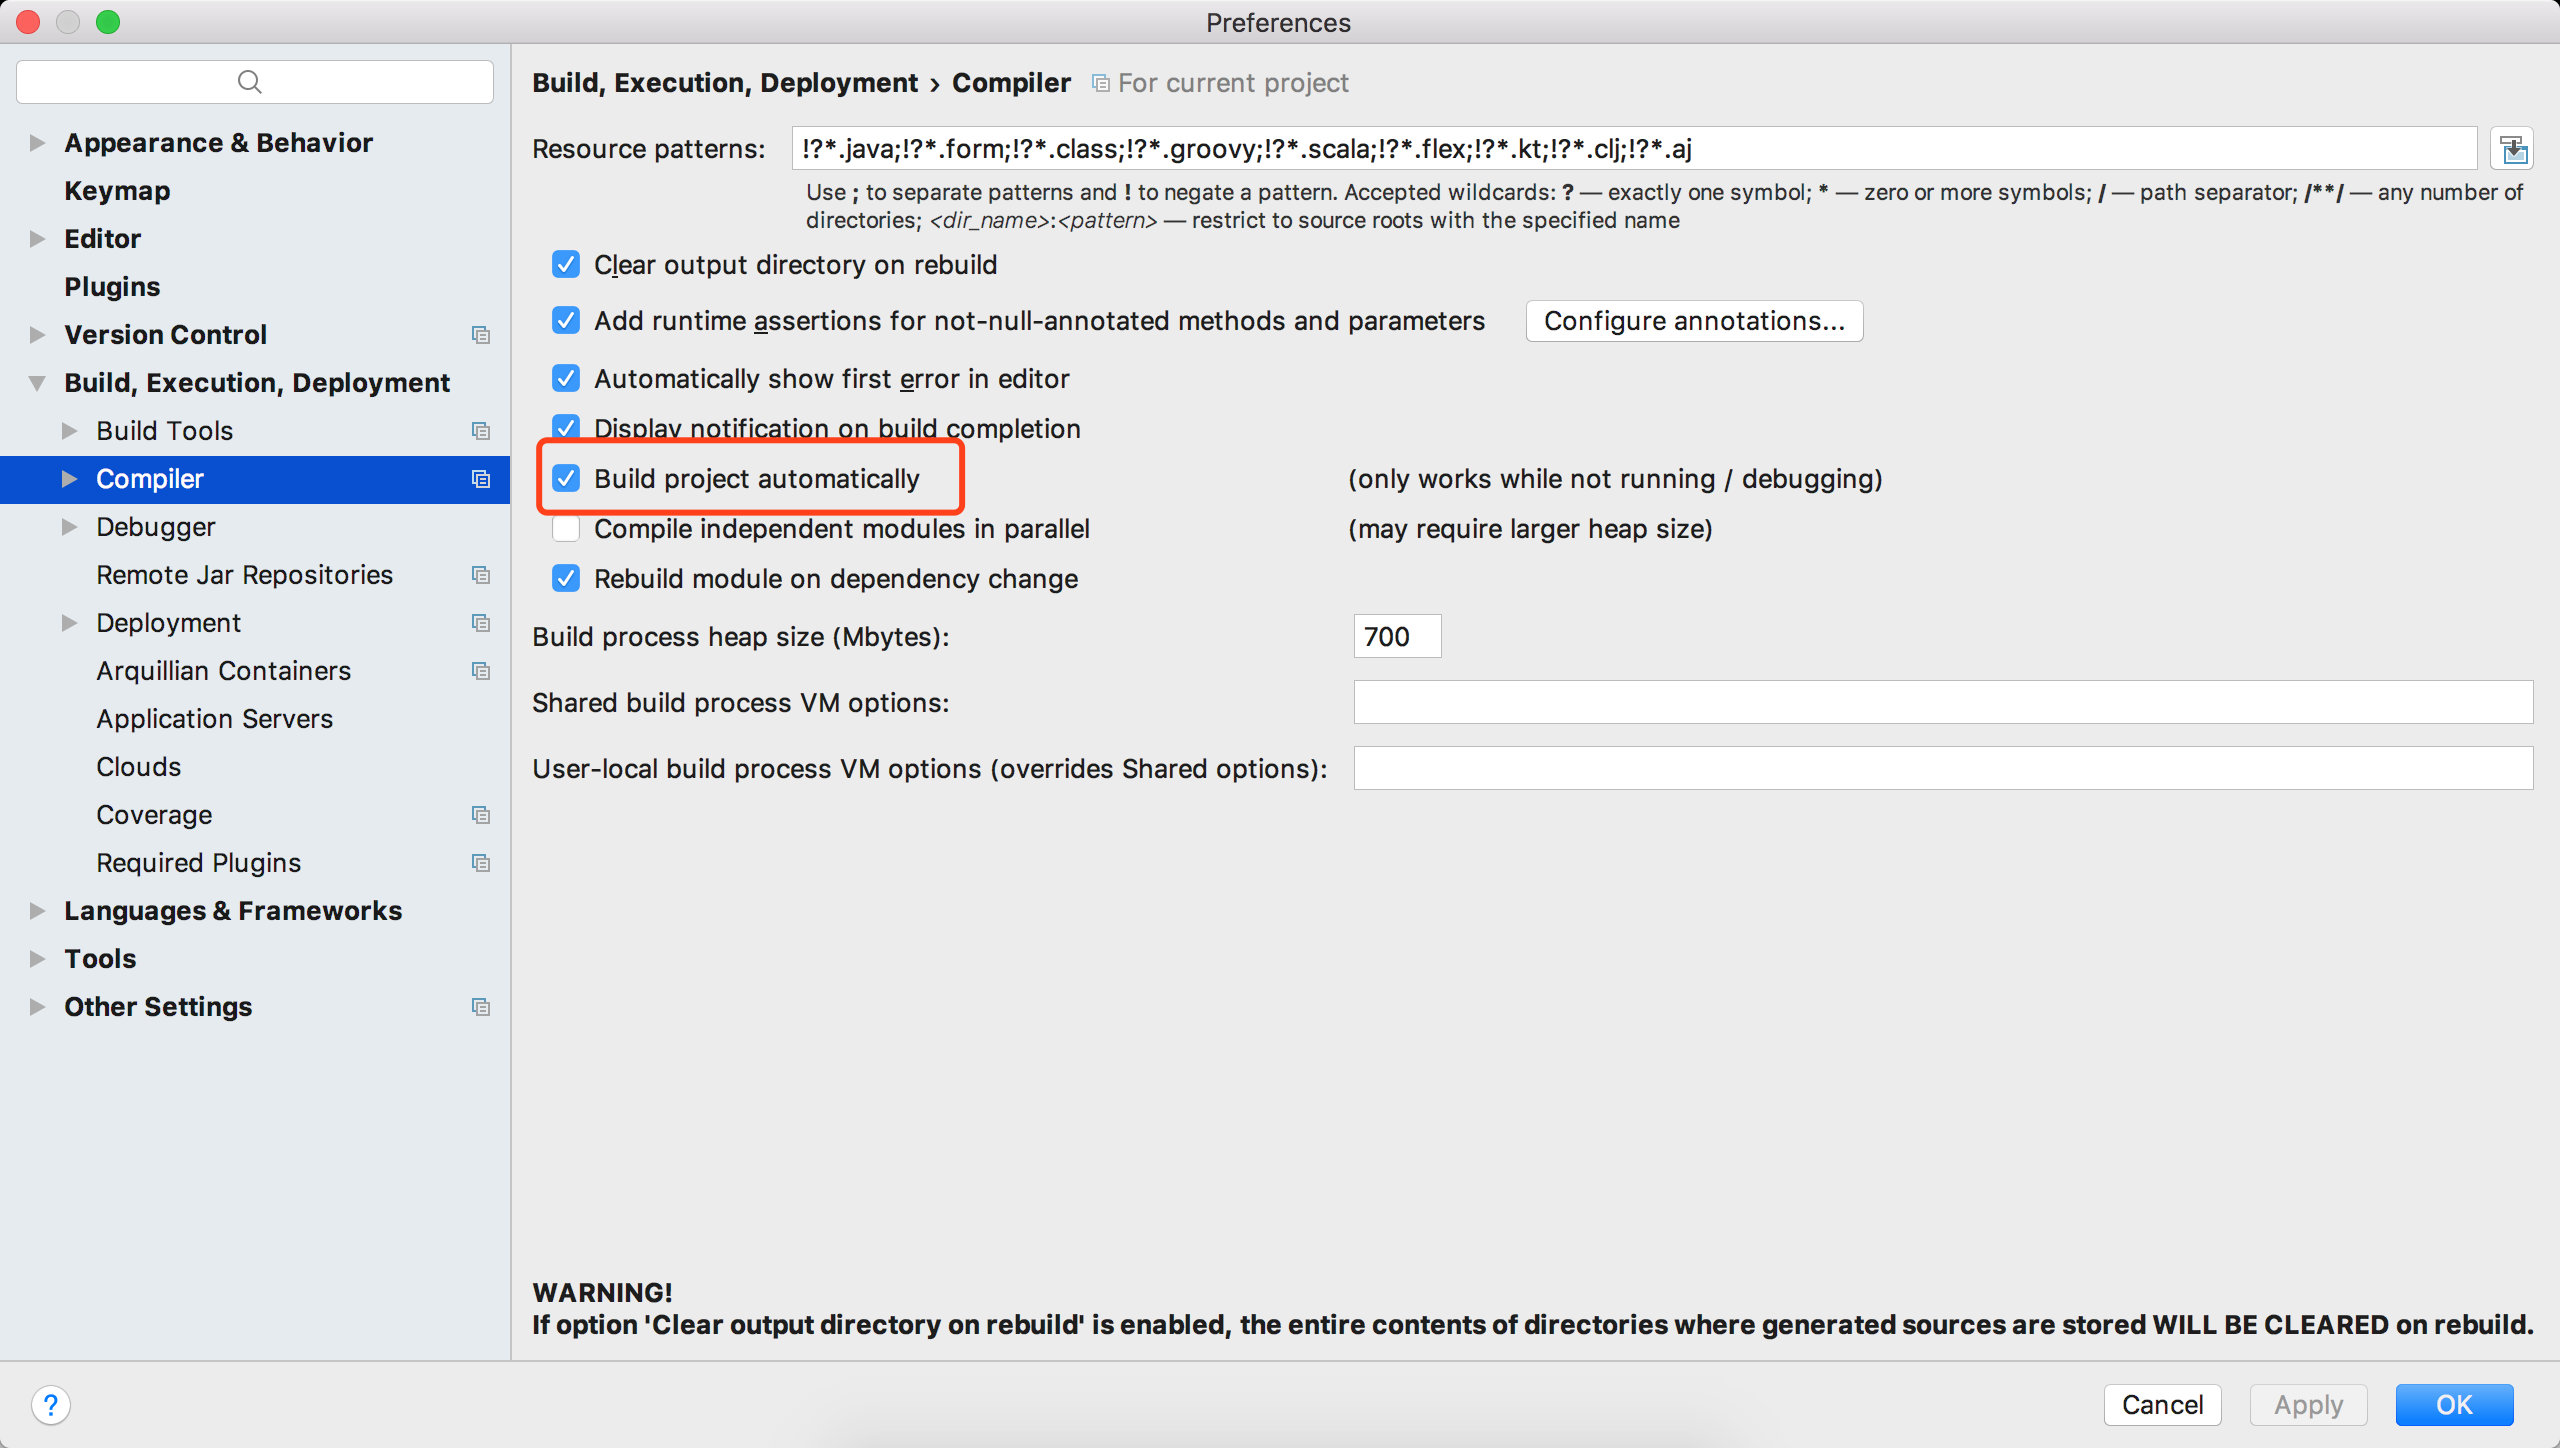 Preferences
Appearance & Behavior
Keymap
Editor
Plugins
Version Control
Build, Execution, Deployment
Build Tools
Compiler
Debugger
Remote Jar Repositories
Deployment
Arquillian Containers
Application Servers
Clouds
Coverage
Required Plugins
Languages & Frameworks
Tools
Other Settings
Build, Execution, Deployment › Compiler For current project
Resource patterns: !?*.java;!?*.form;!?*.class;!?*.groovy;!?*.scala;!?*.flex;!?*.kt;!?*.clj;!?*.aj
Use ; to separate patterns and ! to negate a pattern. Accepted wildcards: ? — exactly one symbol; * — zero or more symbols; / — path separator; /**/ — any number of
directories; <dir_name>:<pattern> — restrict to source roots with the specified name
Clear output directory on rebuild
Add runtime assertions for not-null-annotated methods and parameters Configure annotations...
Automatically show first error in editor
Display notification on build completion
Build project automatically (only works while not running / debugging)
Compile independent modules in parallel (may require larger heap size)
Rebuild module on dependency change
Build process heap size (Mbytes): 700
Shared build process VM options:
User-local build process VM options (overrides Shared options):
WARNING!
If option 'Clear output directory on rebuild' is enabled, the entire contents of directories where generated sources are stored WILL BE CLEARED on rebuild.
? Cancel Apply OK